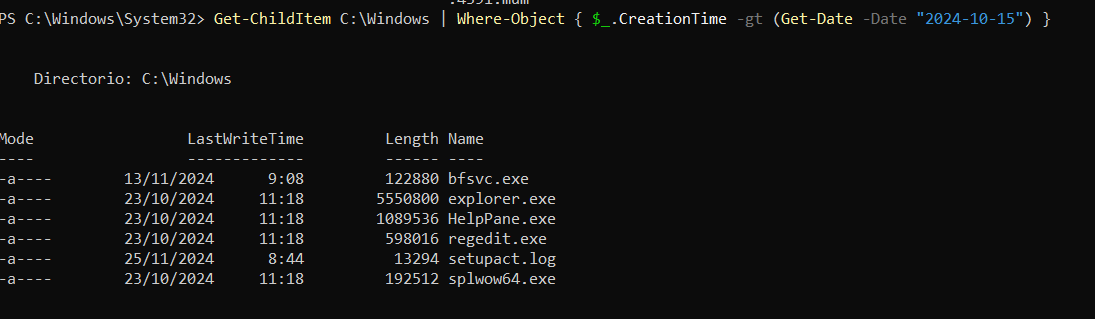 .4391.mum
PS C:\Windows\System32> Get-ChildItem C:\Windows | Where-Object { $_.CreationTime -gt (Get-Date -Date "2024-10-15") }
Directorio: C:\Windows
Mode LastWriteTime Length Name
---- ------------- ------ ----
-a---- 13/11/2024 9:08 122880 bfsvc.exe
-a---- 23/10/2024 11:18 5550800 explorer.exe
-a---- 23/10/2024 11:18 1089536 HelpPane.exe
-a---- 23/10/2024 11:18 598016 regedit.exe
-a---- 25/11/2024 8:44 13294 setupact.log
-a---- 23/10/2024 11:18 192512 splwow64.exe